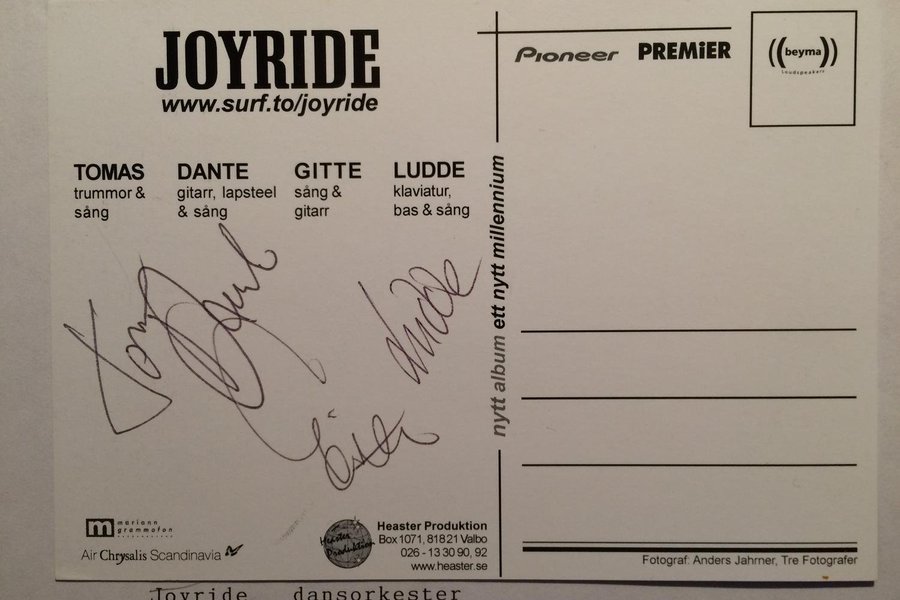 JOYRIDE
www.surf.to/joyride
TOMAS
trummor &
sång
DANTE
gitarr, lapsteel
& sång
GITTE
sång &
gitarr
LUDDE
klaviatur,
bas & sång
Tomas
Dante
Ludde
Gitte
mariann
grammofon
Air Chrysalis Scandinavia
Heaster's
Produktion
Heaster Produktion
Box 1071, 818 21 Valbo
026 - 13 30 90, 92
www.heaster.se
nytt album ett nytt millennium
Pioneer PREMiER
((beyma))
Loudspeakers
Fotograf: Anders Jahrner, Tre Fotografer
Joyride dansorkester